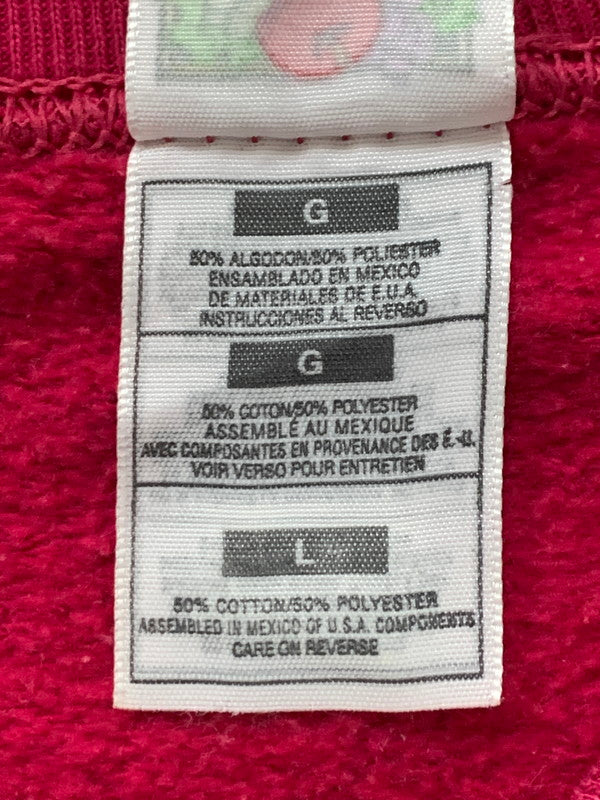 G
50% ALGODON/50% POLIESTER
ENSAMBLADO EN MEXICO
DE MATERIALES DE E.U.A.
INSTRUCCIONES AL REVERSO
G
50% COTON/50% POLYESTER
ASSEMBLÉ AU MEXIQUE
AVEC COMPOSANTES EN PROVENANCE DES É.-U.
VOIR VERSO POUR ENTRETIEN
L
50% COTTON/50% POLYESTER
ASSEMBLED IN MEXICO OF U.S.A. COMPONENTS
CARE ON REVERSE